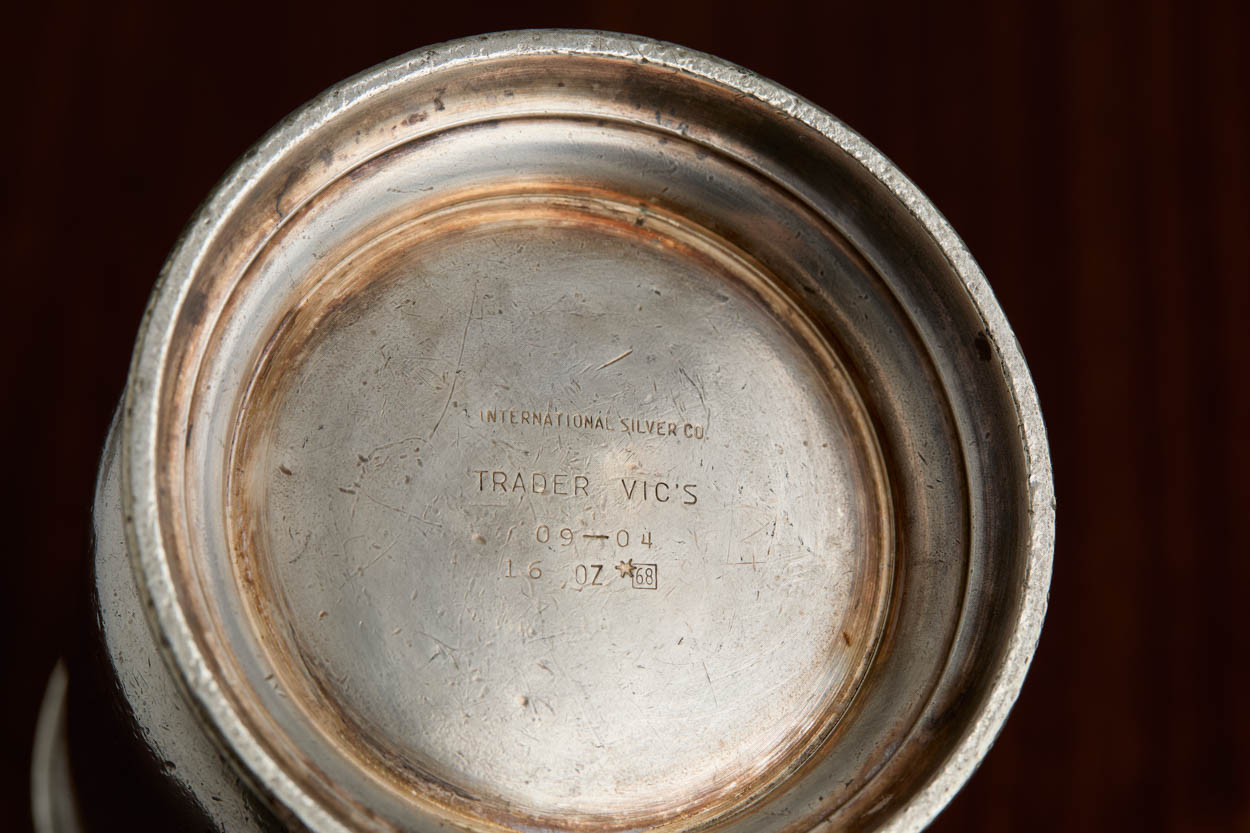 INTERNATIONAL SILVER CO.
TRADER VIC'S
09—04
16 OZ 68